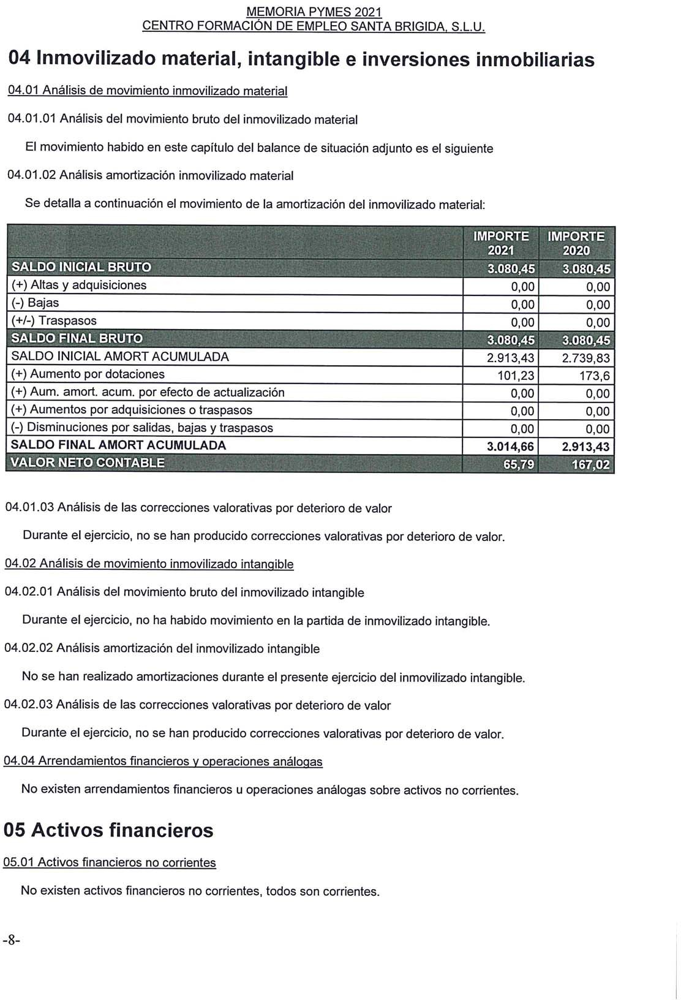 MEMORIA PYMES 2021
CENTRO FORMACIÓN DE EMPLEO SANTA BRIGIDA, S.L.U.
04 Inmovilizado material, intangible e inversiones inmobiliarias
04.01 Análisis de movimiento inmovilizado material
04.01.01 Análisis del movimiento bruto del inmovilizado material
El movimiento habido en este capítulo del balance de situación adjunto es el siguiente
04.01.02 Análisis amortización inmovilizado material
Se detalla a continuación el movimiento de la amortización del inmovilizado material:
IMPORTE 2021 IMPORTE 2020
SALDO INICIAL BRUTO 3.080,45 3.080,45
(+) Altas y adquisiciones 0,00 0,00
(-) Bajas 0,00 0,00
(+/-) Traspasos 0,00 0,00
SALDO FINAL BRUTO 3.080,45 3.080,45
SALDO INICIAL AMORT ACUMULADA 2.913,43 2.739,83
(+) Aumento por dotaciones 101,23 173,6
(+) Aum. amort. acum. por efecto de actualización 0,00 0,00
(+) Aumentos por adquisiciones o traspasos 0,00 0,00
(-) Disminuciones por salidas, bajas y traspasos 0,00 0,00
SALDO FINAL AMORT ACUMULADA 3.014,66 2.913,43
VALOR NETO CONTABLE 65,79 167,02
04.01.03 Análisis de las correcciones valorativas por deterioro de valor
Durante el ejercicio, no se han producido correcciones valorativas por deterioro de valor.
04.02 Análisis de movimiento inmovilizado intangible
04.02.01 Análisis del movimiento bruto del inmovilizado intangible
Durante el ejercicio, no ha habido movimiento en la partida de inmovilizado intangible.
04.02.02 Análisis amortización del inmovilizado intangible
No se han realizado amortizaciones durante el presente ejercicio del inmovilizado intangible.
04.02.03 Análisis de las correcciones valorativas por deterioro de valor
Durante el ejercicio, no se han producido correcciones valorativas por deterioro de valor.
04.04 Arrendamientos financieros y operaciones análogas
No existen arrendamientos financieros u operaciones análogas sobre activos no corrientes.
05 Activos financieros
05.01 Activos financieros no corrientes
No existen activos financieros no corrientes, todos son corrientes.
-8-